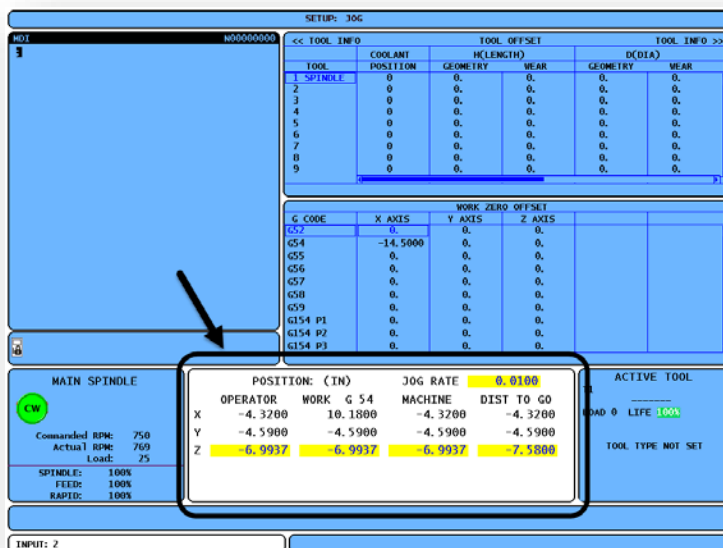 SETUP: JOG
MDI N00000000
<< TOOL INFO TOOL OFFSET TOOL INFO >>
COOLANT H(LENGTH) D(DIA)
TOOL POSITION GEOMETRY WEAR GEOMETRY WEAR
1 SPINDLE 0 0. 0. 0. 0.
2 0 0. 0. 0. 0.
3 0 0. 0. 0. 0.
4 0 0. 0. 0. 0.
5 0 0. 0. 0. 0.
6 0 0. 0. 0. 0.
7 0 0. 0. 0. 0.
8 0 0. 0. 0. 0.
9 0 0. 0. 0. 0.
WORK ZERO OFFSET
G CODE X AXIS Y AXIS Z AXIS
G52 0. 0. 0.
G54 -14.5000 0. 0.
G55 0. 0. 0.
G56 0. 0. 0.
G57 0. 0. 0.
G58 0. 0. 0.
G59 0. 0. 0.
G154 P1 0. 0. 0.
G154 P2 0. 0. 0.
G154 P3 0. 0. 0.
MAIN SPINDLE
CW
Commanded RPM: 750
Actual RPM: 769
Load: 25
SPINDLE: 100%
FEED: 100%
RAPID: 100%
POSITION: (IN) JOG RATE 0.0100
OPERATOR WORK G 54 MACHINE DIST TO GO
X -4.3200 10.1800 -4.3200 -4.3200
Y -4.5900 -4.5900 -4.5900 -4.5900
Z -6.9937 -6.9937 -6.9937 -7.5800
ACTIVE TOOL
-------
LOAD 0 LIFE 100%
TOOL TYPE NOT SET
INPUT: 2